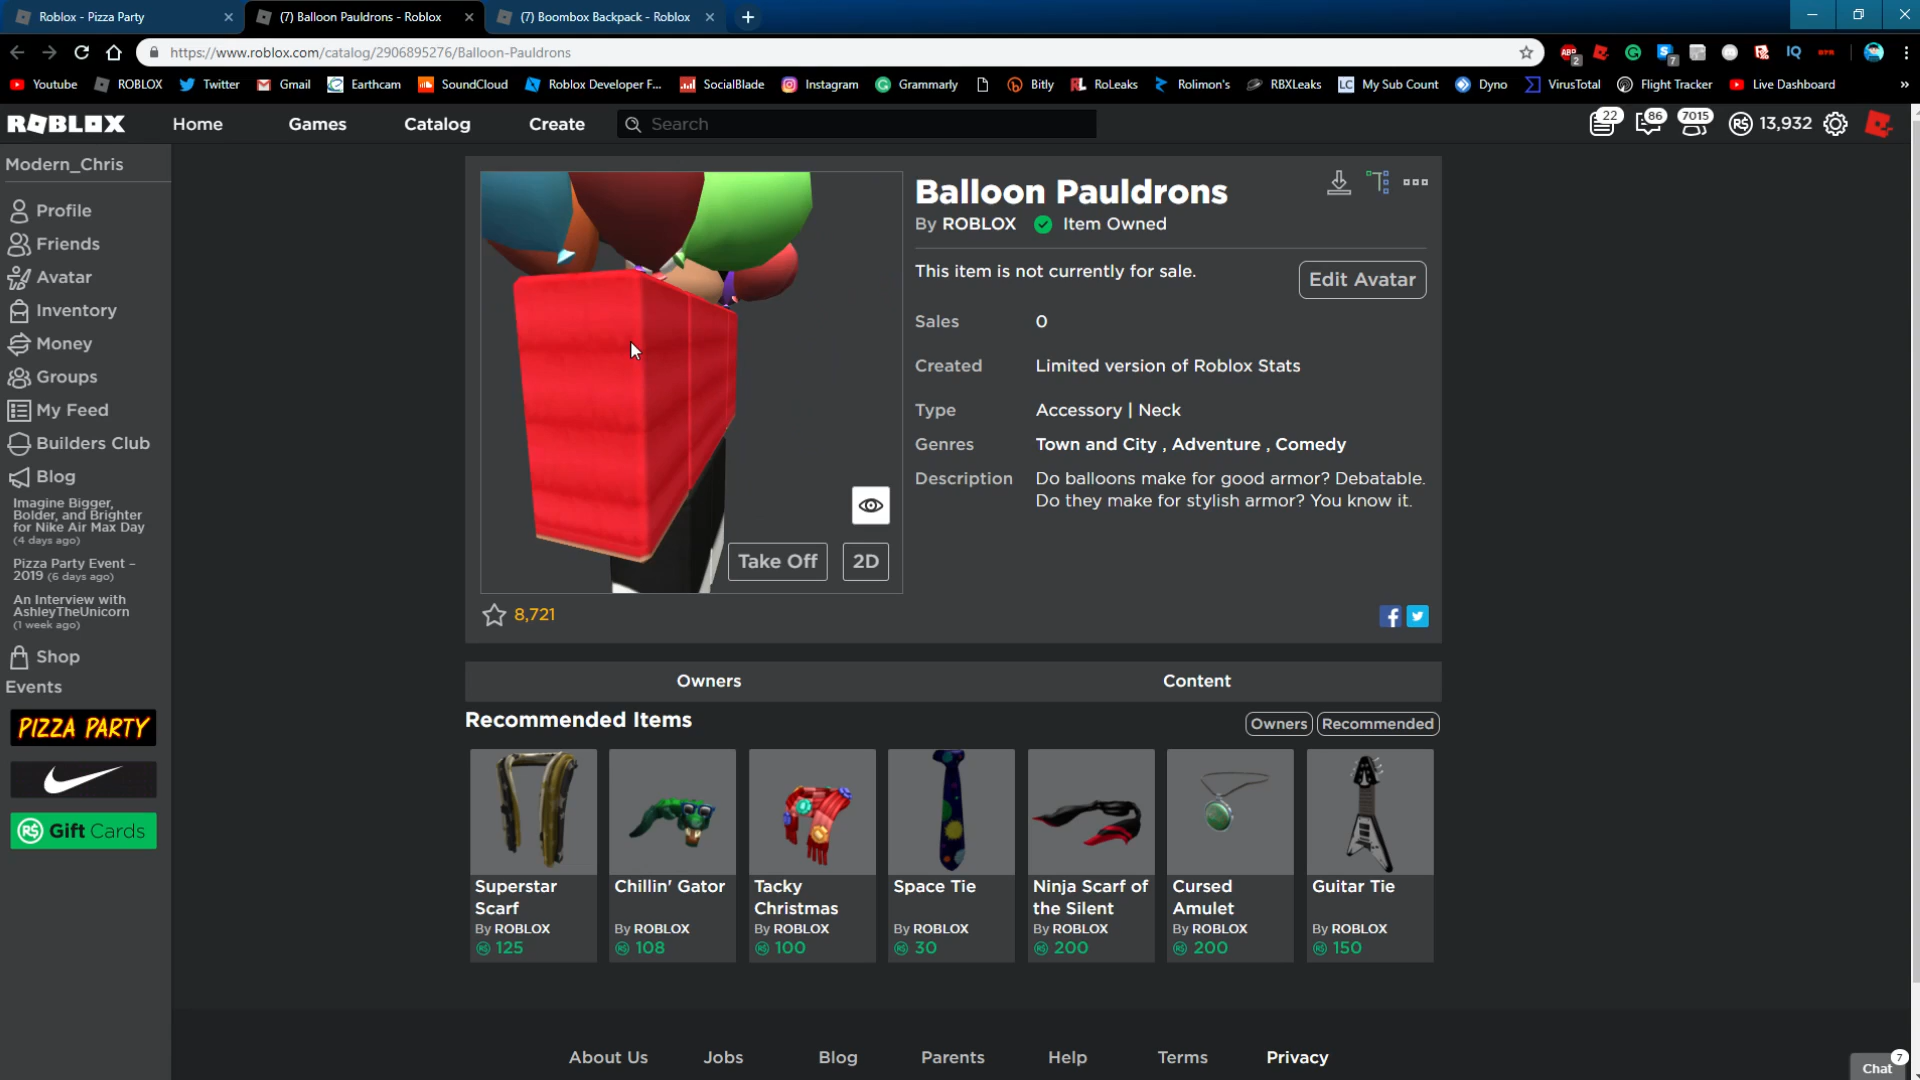 Roblox - Pizza Party
(7) Balloon Pauldrons - Roblox
(7) Boombox Backpack - Roblox
https://www.roblox.com/catalog/2906895276/Balloon-Pauldrons
Youtube
ROBLOX
Twitter
Gmail
Earthcam
SoundCloud
Roblox Developer F...
SocialBlade
Instagram
Grammarly
Bitly
RoLeaks
Rolimon's
RBXLeaks
My Sub Count
Dyno
VirusTotal
Flight Tracker
Live Dashboard
ROBLOX
Home
Games
Catalog
Create
Search
22
86
7015
13,932
Modern_Chris
Profile
Friends
Avatar
Inventory
Money
Groups
My Feed
Builders Club
Blog
Imagine Bigger,
Bolder, and Brighter
for Nike Air Max Day
(4 days ago)
Pizza Party Event –
2019 (6 days ago)
An Interview with
AshleyTheUnicorn
(1 week ago)
Shop
Events
PIZZA PARTY
Gift Cards
Take Off
2D
8,721
Balloon Pauldrons
By ROBLOX Item Owned
This item is not currently for sale.
Edit Avatar
Sales 0
Created Limited version of Roblox Stats
Type Accessory | Neck
Genres Town and City , Adventure , Comedy
Description Do balloons make for good armor? Debatable.
Do they make for stylish armor? You know it.
Owners
Content
Recommended Items
Owners
Recommended
Superstar
Scarf
By ROBLOX
125
Chillin' Gator
By ROBLOX
108
Tacky
Christmas
By ROBLOX
100
Space Tie
By ROBLOX
30
Ninja Scarf of
the Silent
By ROBLOX
200
Cursed
Amulet
By ROBLOX
200
Guitar Tie
By ROBLOX
150
About Us
Jobs
Blog
Parents
Help
Terms
Privacy
Chat
7